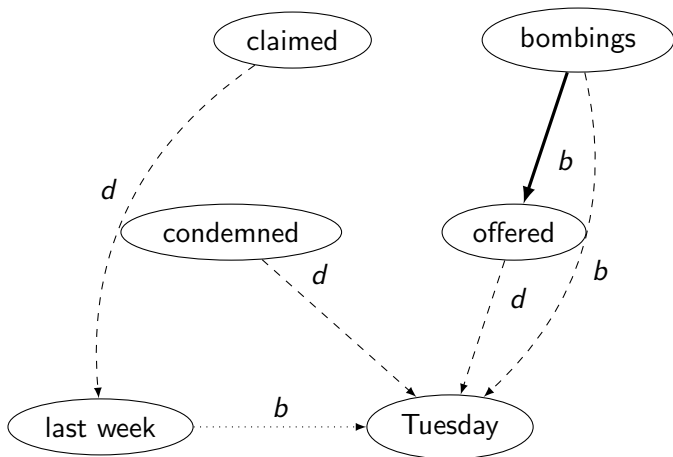 claimed
bombings
b
d
condemned
offered
d
d
b
last week
b
Tuesday